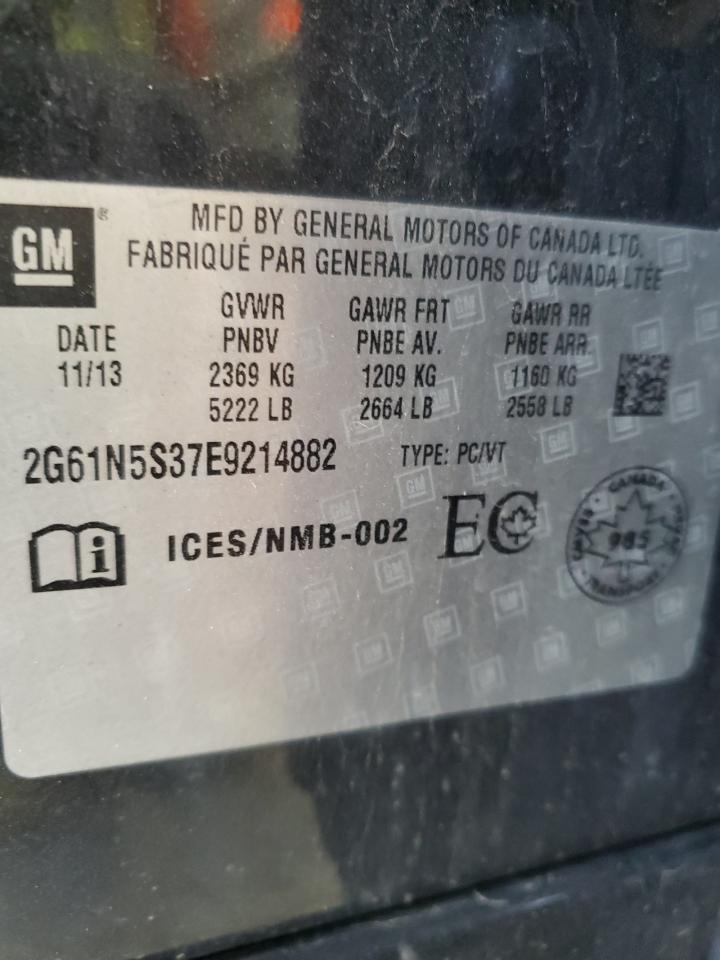 GM®
MFD BY GENERAL MOTORS OF CANADA LTD.
FABRIQUÉ PAR GENERAL MOTORS DU CANADA LTÉE
DATE
11/13
GVWR
PNBV
2369 KG
5222 LB
GAWR FRT
PNBE AV.
1209 KG
2664 LB
GAWR RR
PNBE ARR.
1160 KG
2558 LB
2G61N5S37E9214882 TYPE: PC/VT
i ICES/NMB-002 EC
CANADA
985
TRANSPORT